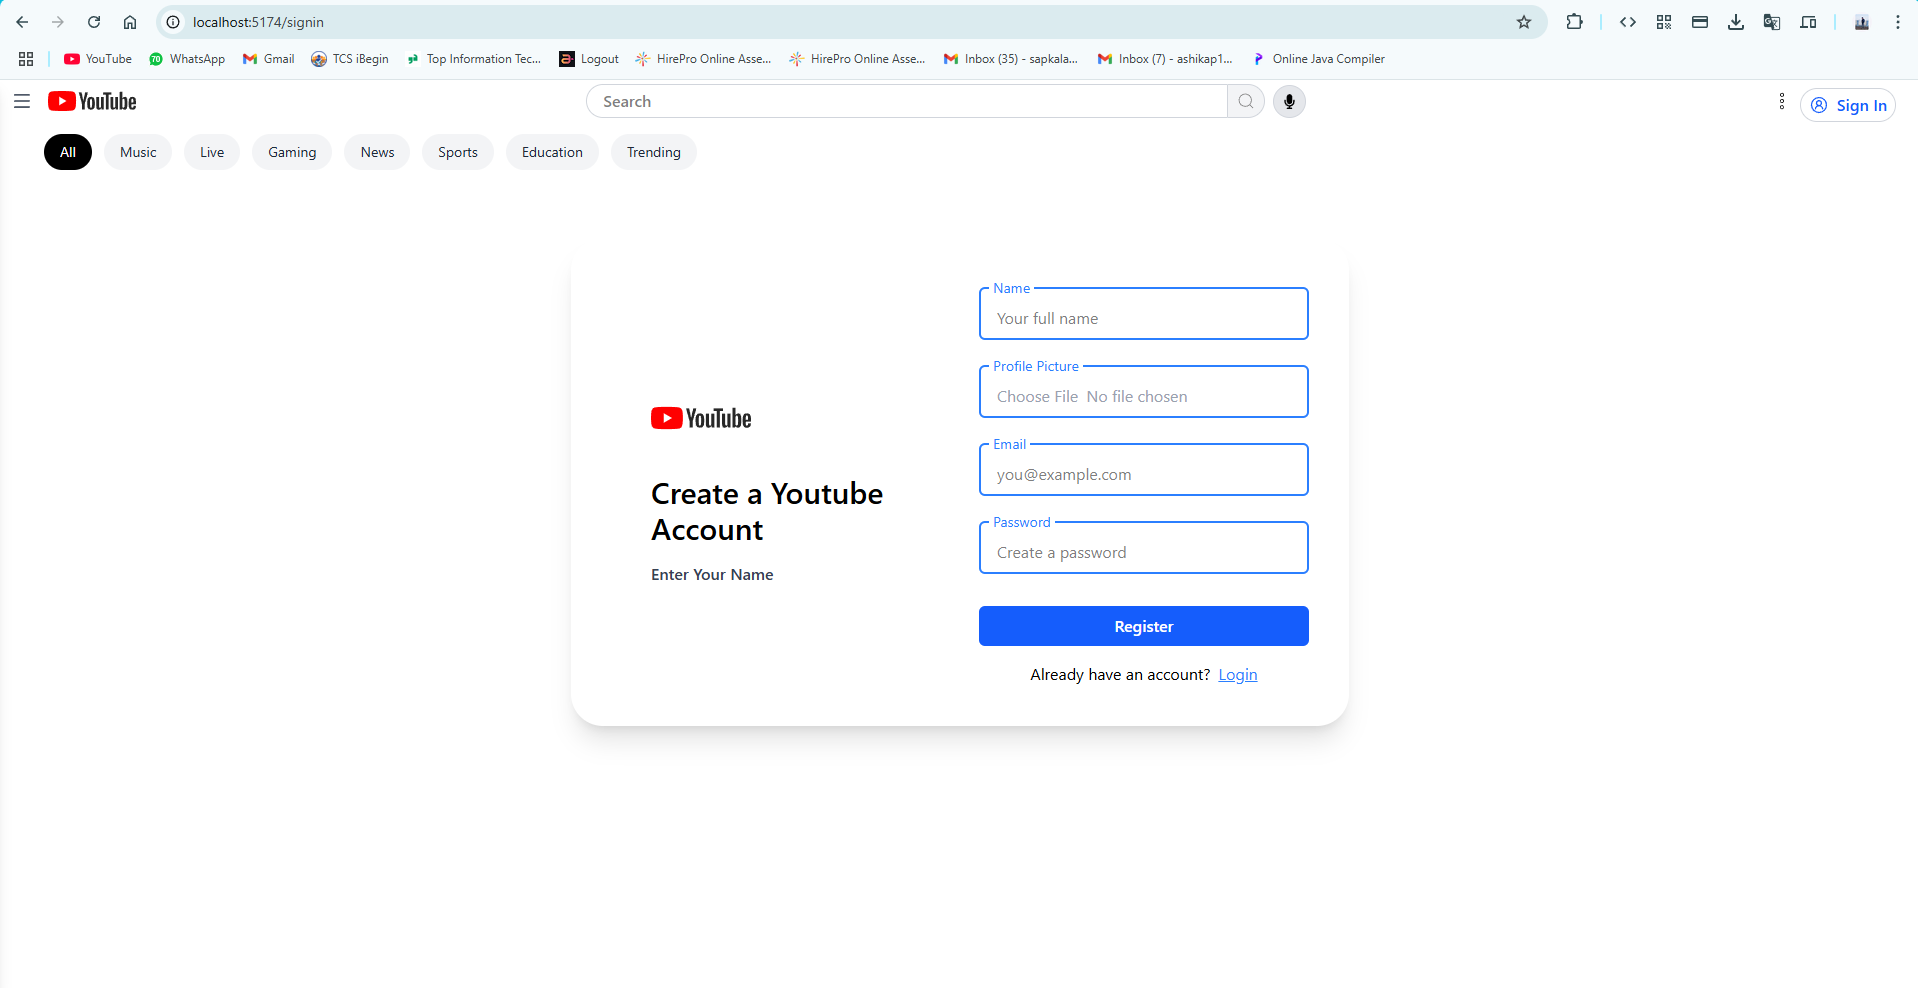 localhost:5174/signin
YouTube
70 WhatsApp
Gmail
TCS iBegin
Top Information Tec...
a Logout
HirePro Online Asse...
HirePro Online Asse...
Inbox (35) - sapkala...
Inbox (7) - ashikap1...
Online Java Compiler
YouTube
Search
Sign In
All
Music
Live
Gaming
News
Sports
Education
Trending
YouTube
Create a Youtube
Account
Enter Your Name
Name
Your full name
Profile Picture
Choose File No file chosen
Email
you@example.com
Password
Create a password
Register
Already have an account? Login